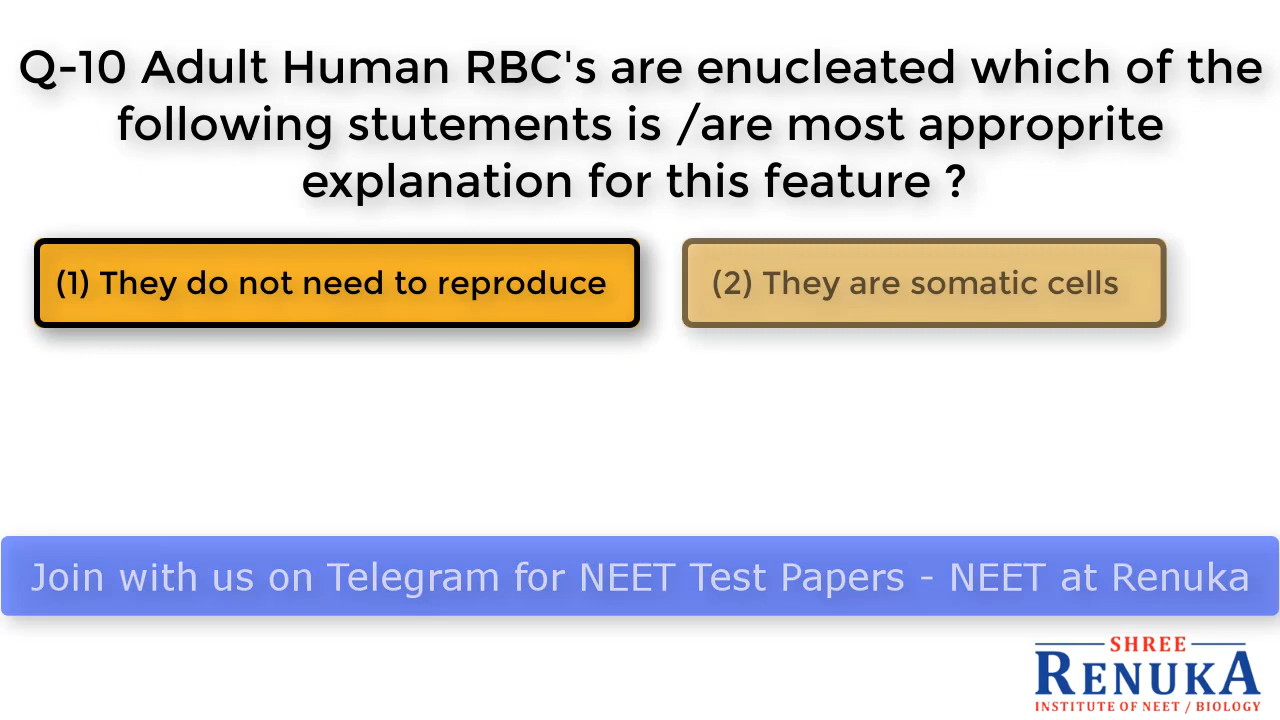 Q-10 Adult Human RBC's are enucleated which of the
following stutements is /are most approprite
explanation for this feature ?
(1) They do not need to reproduce
(2) They are somatic cells
Join with us on Telegram for NEET Test Papers - NEET at Renuka
SHREE
RENUKA
INSTITUTE OF NEET / BIOLOGY